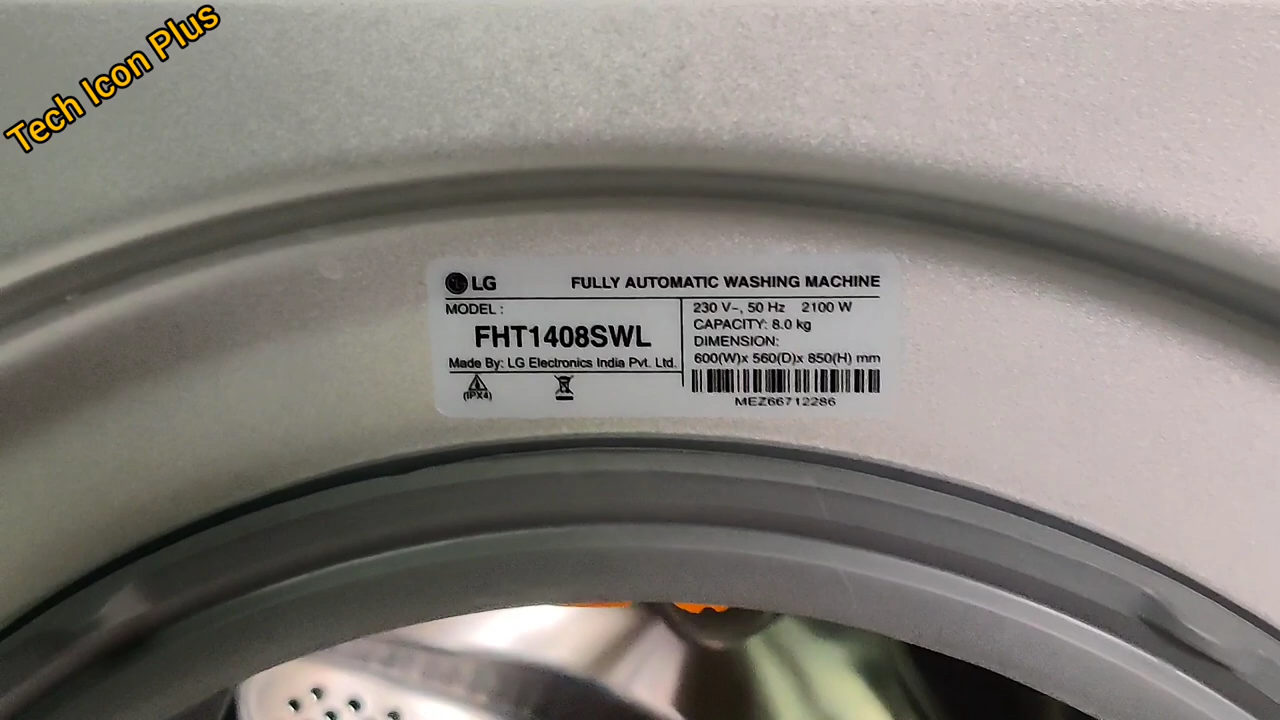 Tech Icon Plus
LG FULLY AUTOMATIC WASHING MACHINE
MODEL :
FHT1408SWL
Made By: LG Electronics India Pvt. Ltd.
(IPX4)
230 V~, 50 Hz 2100 W
CAPACITY: 8.0 kg
DIMENSION:
600(W)x 560(D)x 850(H) mm
MEZ66712286